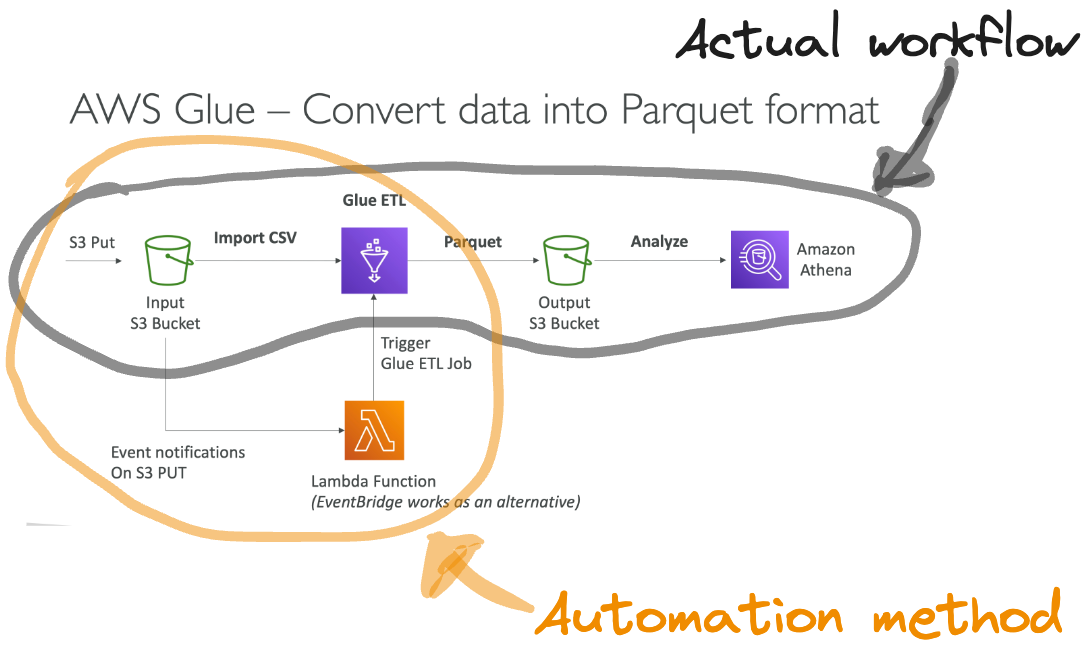 Actual workflow
AWS Glue – Convert data into Parquet format
Glue ETL
S3 Put
Import CSV
Parquet
Analyze
Amazon
Athena
Input
S3 Bucket
Output
S3 Bucket
Trigger
Glue ETL Job
Event notifications
On S3 PUT
Lambda Function
(EventBridge works as an alternative)
Automation method